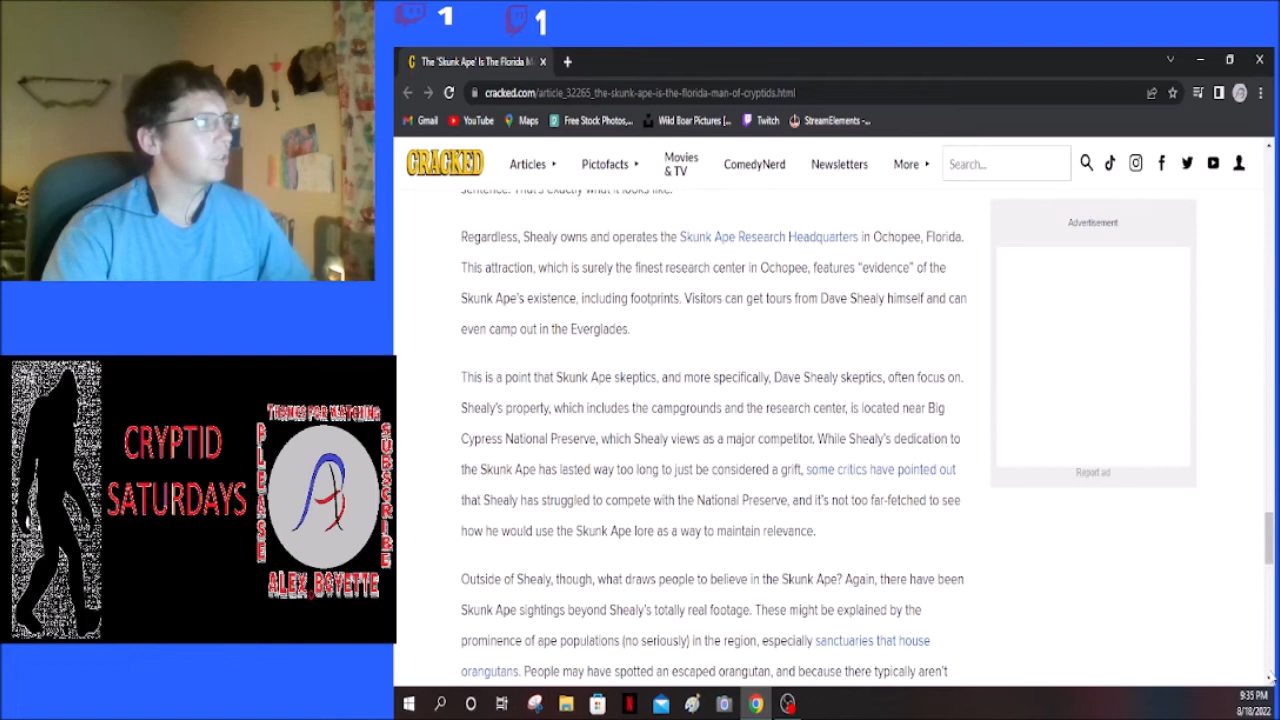 1
1
The 'Skunk Ape' Is The Florida M
cracked.com/article_32265_the-skunk-ape-is-the-florida-man-of-cryptids.html
Gmail YouTube Maps Free Stock Photos,... Wild Boar Pictures [... Twitch StreamElements -...
CRACKED Articles Pictofacts Movies & TV ComedyNerd Newsletters More Search...
sentence. That's exactly what it looks like.
Regardless, Shealy owns and operates the Skunk Ape Research Headquarters in Ochopee, Florida.
This attraction, which is surely the finest research center in Ochopee, features “evidence” of the
Skunk Ape's existence, including footprints. Visitors can get tours from Dave Shealy himself and can
even camp out in the Everglades.
This is a point that Skunk Ape skeptics, and more specifically, Dave Shealy skeptics, often focus on.
Shealy's property, which includes the campgrounds and the research center, is located near Big
Cypress National Preserve, which Shealy views as a major competitor. While Shealy's dedication to
the Skunk Ape has lasted way too long to just be considered a grift, some critics have pointed out
that Shealy has struggled to compete with the National Preserve, and it's not too far-fetched to see
how he would use the Skunk Ape lore as a way to maintain relevance.
Outside of Shealy, though, what draws people to believe in the Skunk Ape? Again, there have been
Skunk Ape sightings beyond Shealy's totally real footage. These might be explained by the
prominence of ape populations (no seriously) in the region, especially sanctuaries that house
orangutans. People may have spotted an escaped orangutan, and because there typically aren't
Advertisement
Report ad
CRYPTID
SATURDAYS
THANKS FOR WATCHING
PLEASE
SUBSCRIBE
ALEX BOYETTE
9:35 PM
8/18/2022